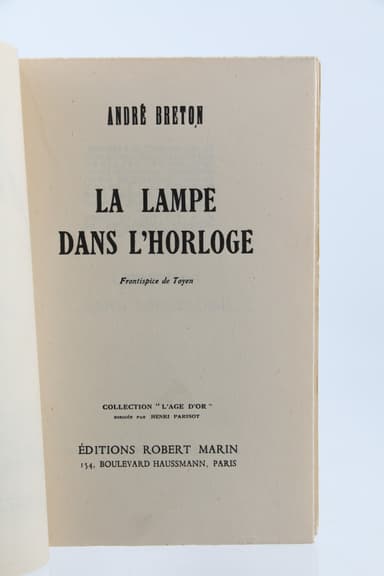 ANDRÉ BRETON
LA LAMPE
DANS L'HORLOGE
Frontispice de Toyen
COLLECTION "L'AGE D'OR"
DIRIGÉE PAR HENRI PARISOT
ÉDITIONS ROBERT MARIN
154, BOULEVARD HAUSSMANN, PARIS